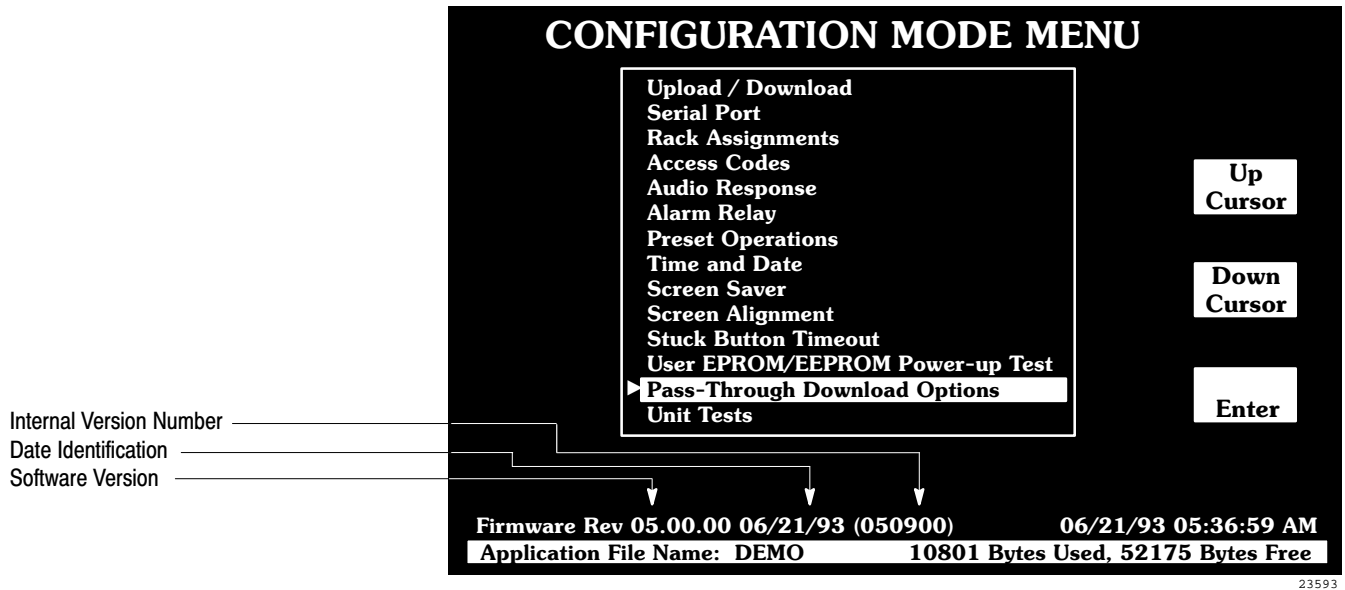 CONFIGURATION MODE MENU
Upload / Download
Serial Port
Rack Assignments
Access Codes
Audio Response
Alarm Relay
Preset Operations
Time and Date
Screen Saver
Screen Alignment
Stuck Button Timeout
User EPROM/EEPROM Power-up Test
Pass-Through Download Options
Unit Tests
Up
Cursor
Down
Cursor
Enter
Internal Version Number
Date Identification
Software Version
Firmware Rev 05.00.00 06/21/93 (050900) 06/21/93 05:36:59 AM
Application File Name: DEMO 10801 Bytes Used, 52175 Bytes Free
23593